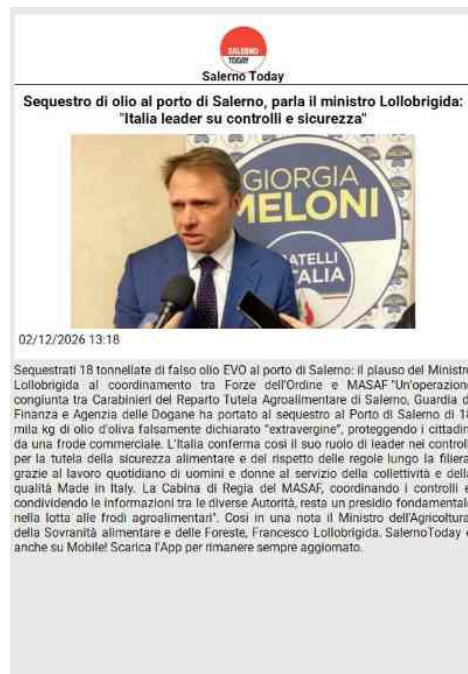 SALERNO
TODAY
Salerno Today
Sequestro di olio al porto di Salerno, parla il ministro Lollobrigida:
"Italia leader su controlli e sicurezza"
GIORGIA
MELONI
ATELLI
ITALIA
02/12/2026 13:18
Sequestrati 18 tonnellate di falso olio EVO al porto di Salerno: il plauso del Ministro
Lollobrigida al coordinamento tra Forze dell'Ordine e MASAF "Un'operazione
congiunta tra Carabinieri del Reparto Tutela Agroalimentare di Salerno, Guardia d
Finanza e Agenzia delle Dogane ha portato al sequestro al Porto di Salerno di 18
mila kg di olio d'oliva falsamente dichiarato "extravergine", proteggendo i cittadin
da una frode commerciale. L'Italia conferma così il suo ruolo di leader nei controll
per la tutela della sicurezza alimentare e del rispetto delle regole lungo la filiera
grazie al lavoro quotidiano di uomini e donne al servizio della collettività e della
qualità Made in Italy. La Cabina di Regia del MASAF, coordinando i controlli e
condividendo le informazioni tra le diverse Autorità, resta un presidio fondamentale
nella lotta alle frodi agroalimentari". Così in una nota il Ministro dell'Agricoltura
della Sovranità alimentare e delle Foreste, Francesco Lollobrigida. SalernoToday è
anche su Mobile! Scarica l'App per rimanere sempre aggiornato.